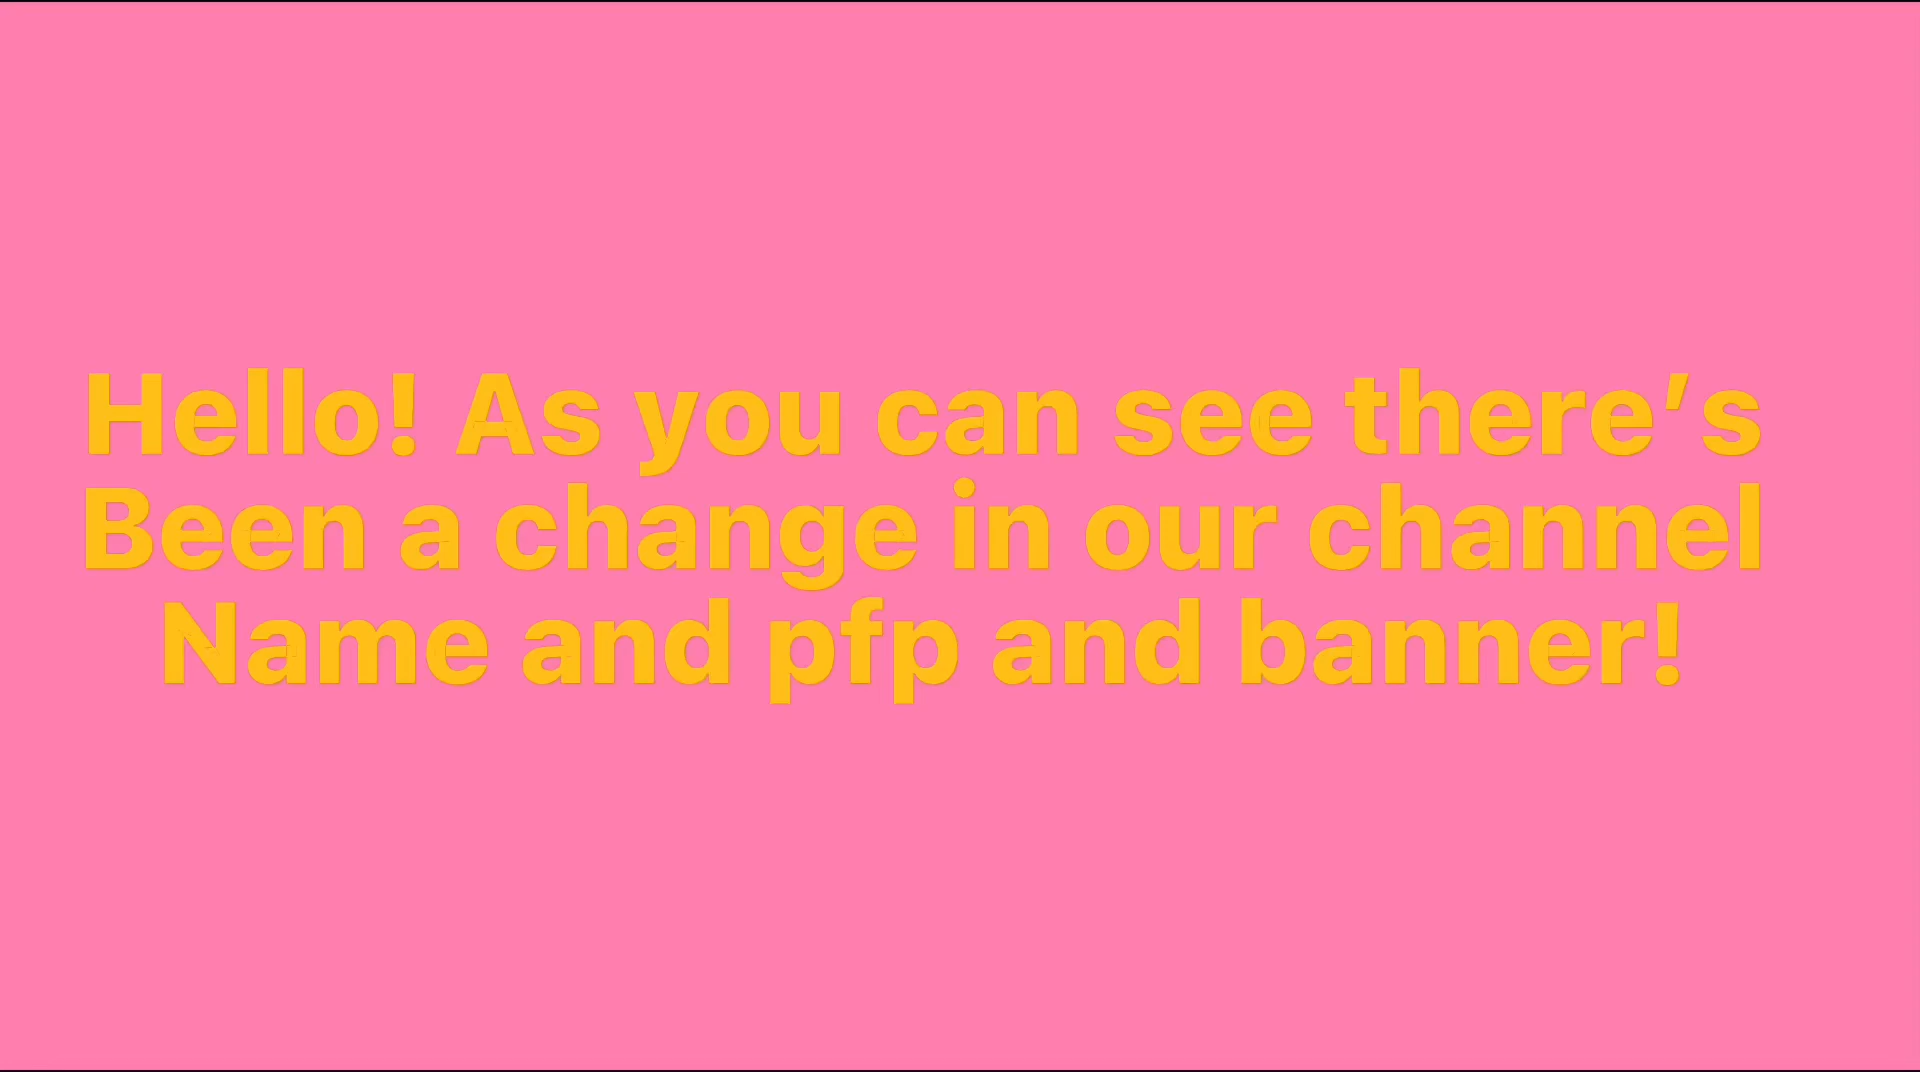 Hello! As you can see there’s
Been a change in our channel
Name and pfp and banner!